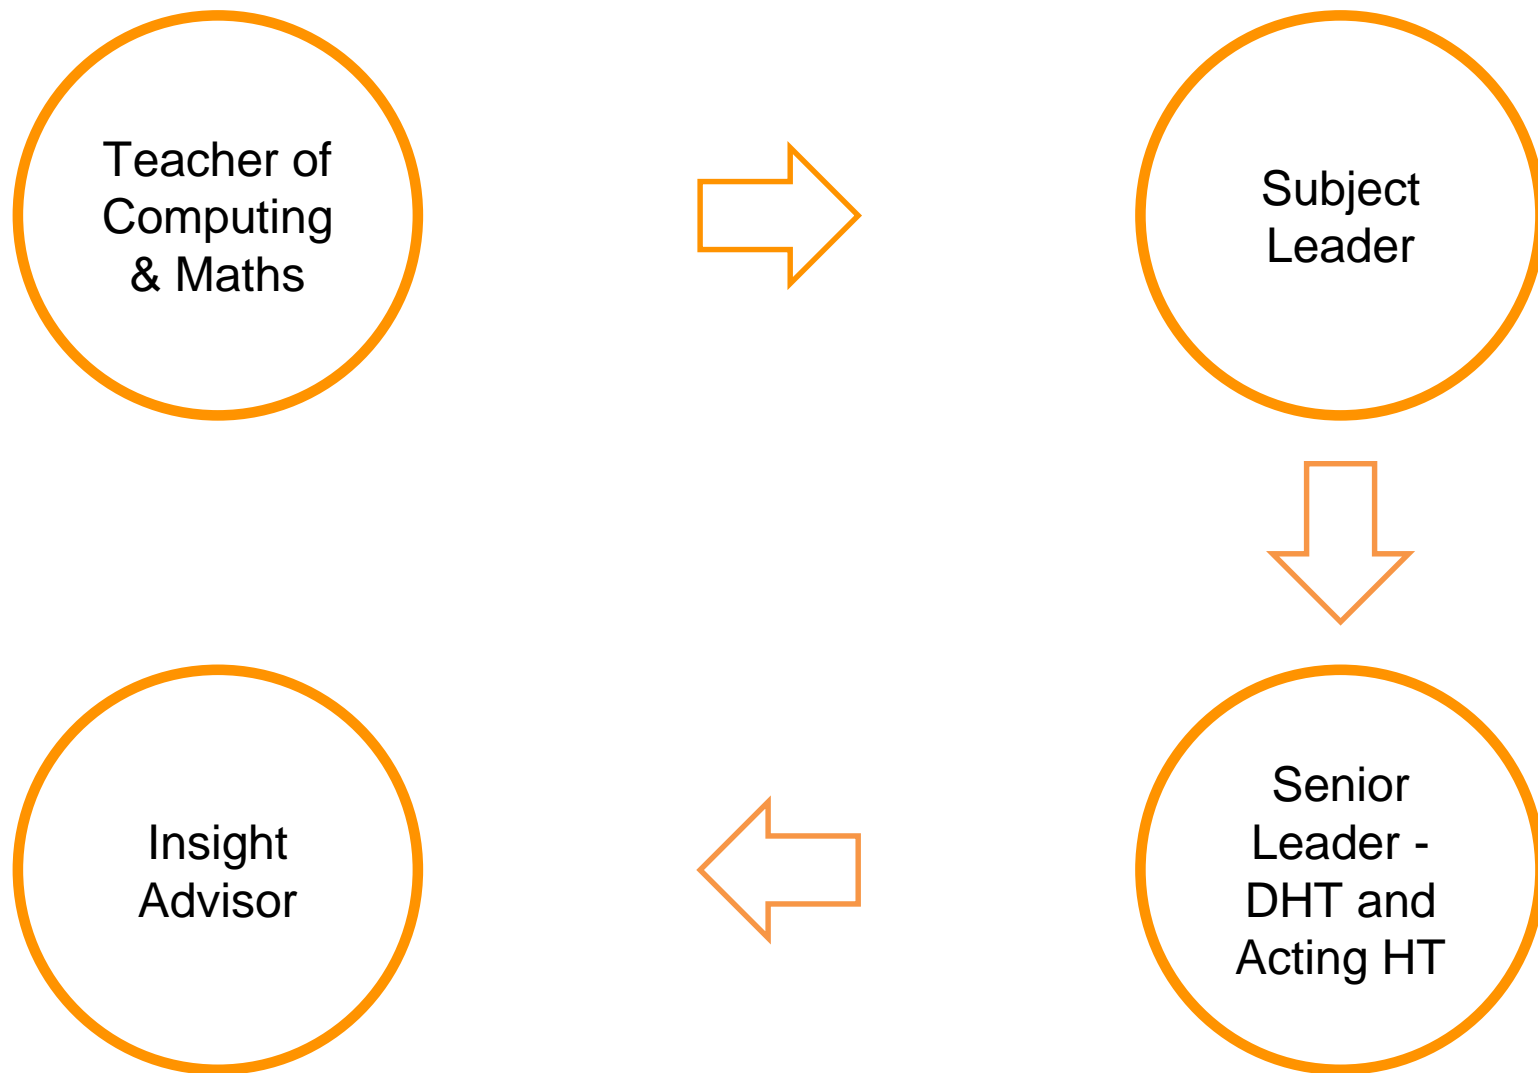 Teacher of
Computing
& Maths
Subject
Leader
Senior
Leader -
DHT and
Acting HT
Insight
Advisor